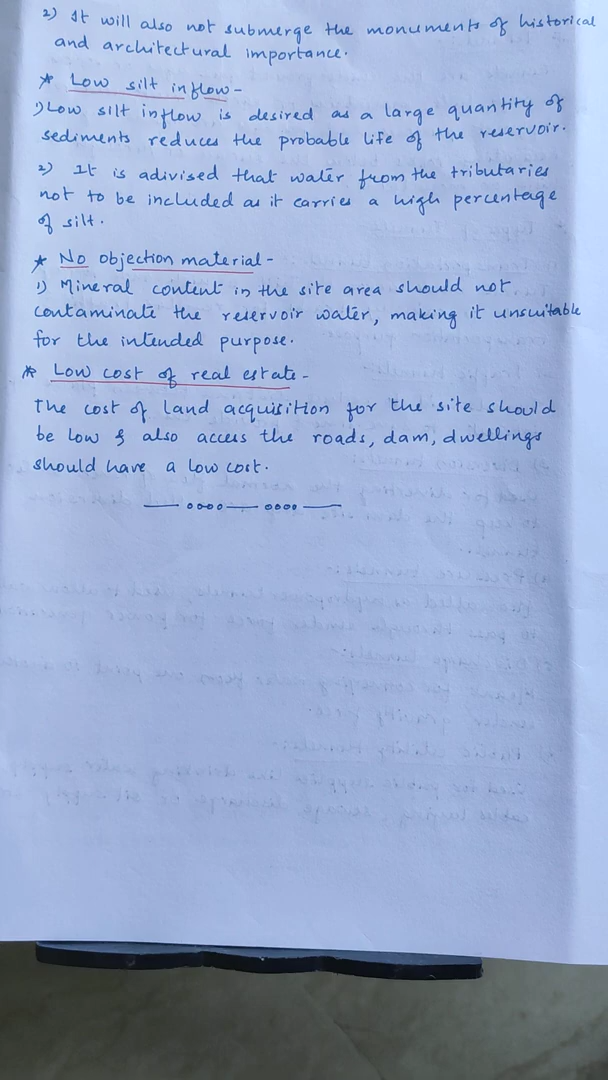 2) It will also not submerge the monuments of historical
and architectural importance.
* Low silt inflow -
1) Low silt inflow is desired as a large quantity of
sediments reduces the probable life of the reservoir.
2) It is adivised that water from the tributaries
not to be included as it carries a high percentage
of silt.
* No objection material -
1) Mineral content in the site area should not
contaminate the reservoir water, making it unsuitable
for the intended purpose.
* Low cost of real estate -
The cost of land acquisition for the site should
be low & also access the roads, dam, dwellings
should have a low cost.